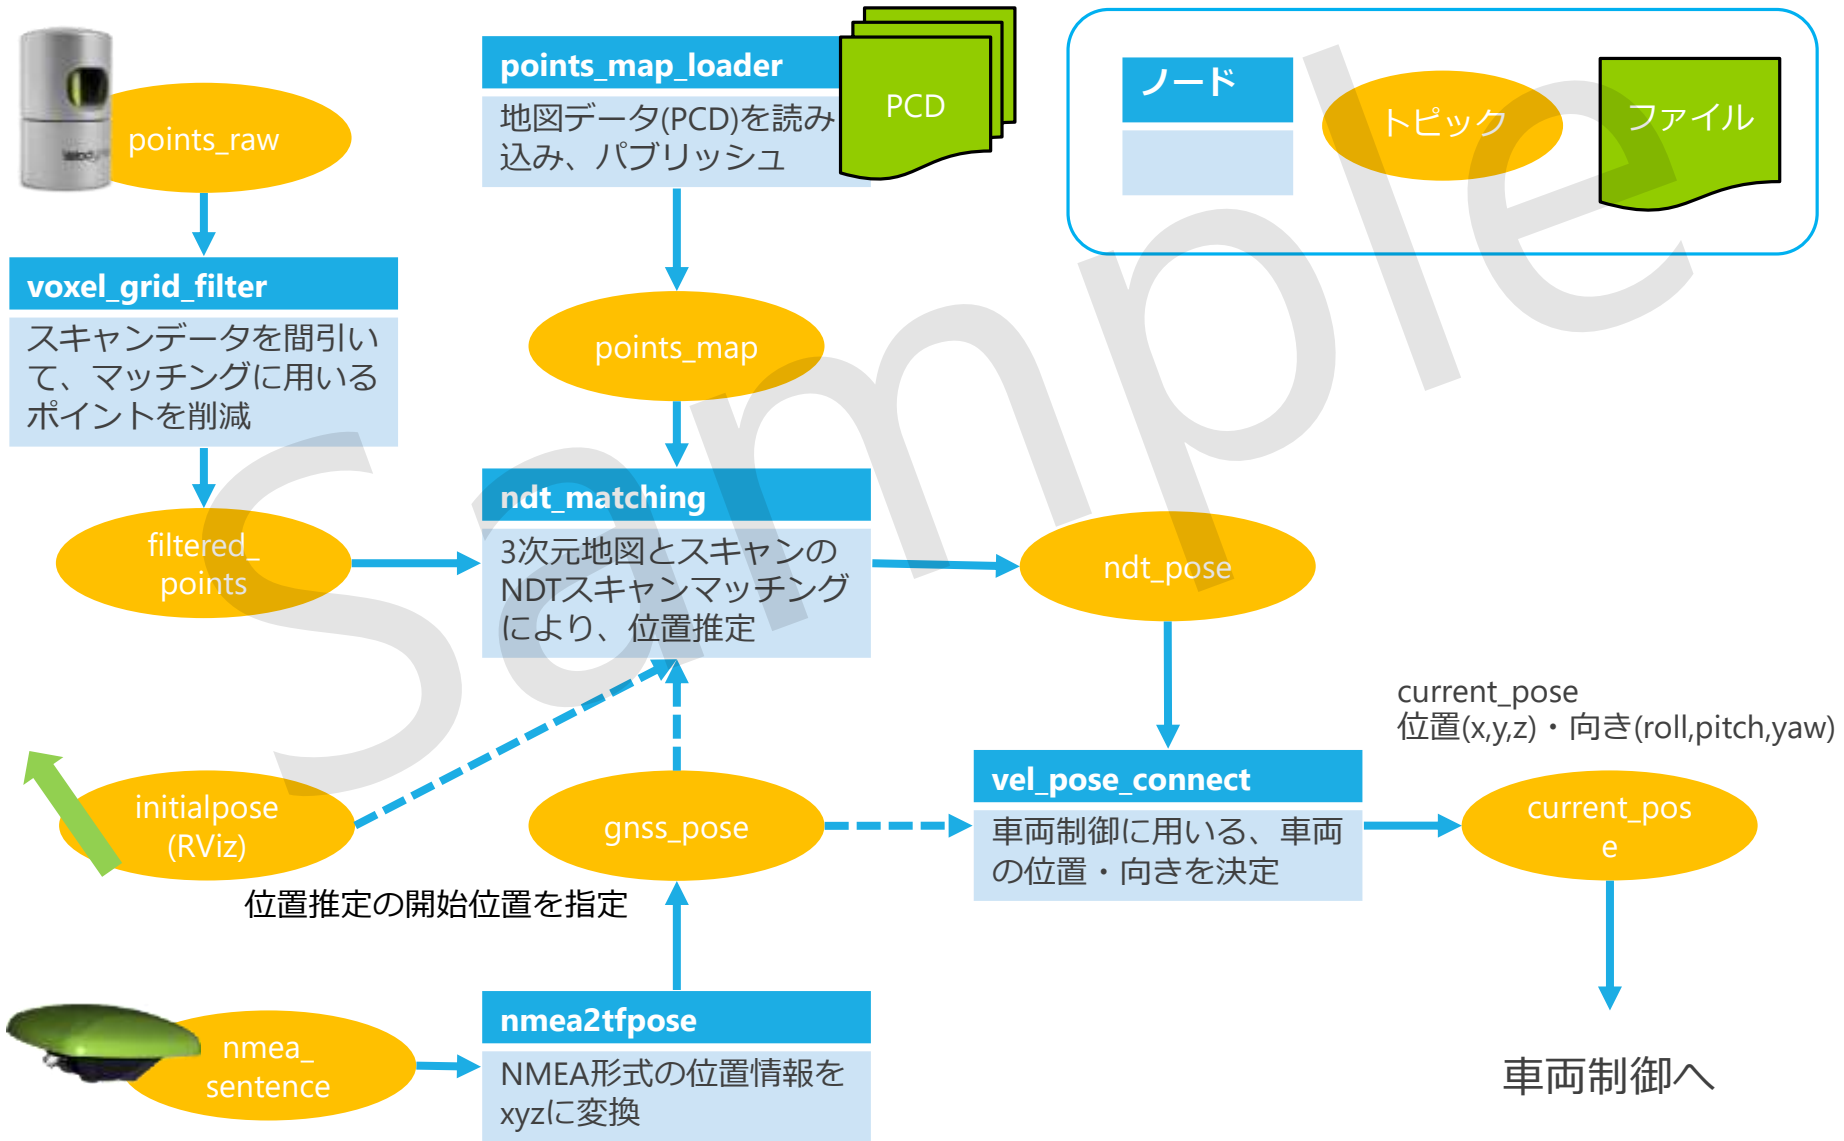 points_raw
points_map_loader
地図データ(PCD)を読み
込み、パブリッシュ
PCD
ノード
トピック
ファイル
voxel_grid_filter
スキャンデータを間引い
て、マッチングに用いる
ポイントを削減
points_map
filtered_
points
ndt_matching
3次元地図とスキャンの
NDTスキャンマッチング
により、位置推定
ndt_pose
current_pose
位置(x,y,z)・向き(roll,pitch,yaw)
initialpose
(RViz)
gnss_pose
vel_pose_connect
車両制御に用いる、車両
の位置・向きを決定
current_pos
e
位置推定の開始位置を指定
nmea_
sentence
nmea2tfpose
NMEA形式の位置情報を
xyzに変換
車両制御へ
Sample